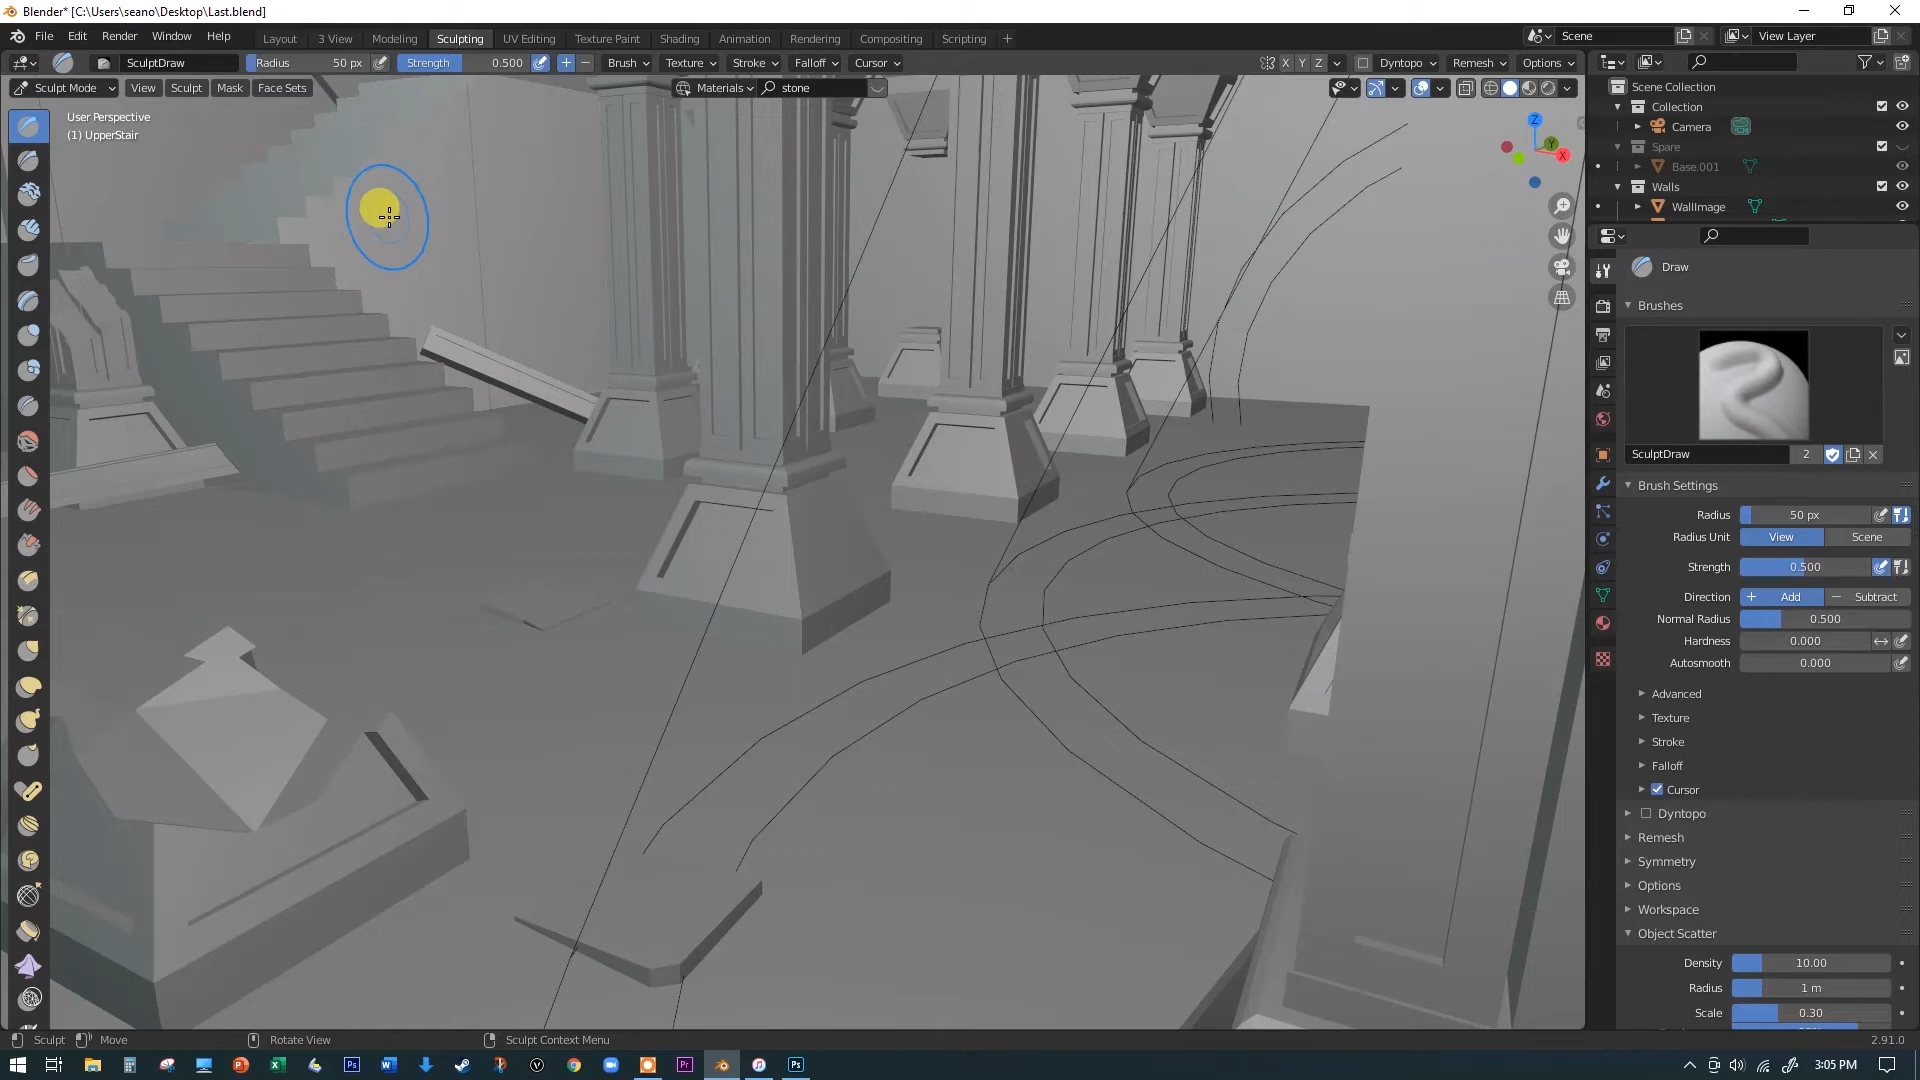 Blender* [C:\Users\seano\Desktop\Last.blend]
File Edit Render Window Help Layout 3 View Modeling Sculpting UV Editing Texture Paint Shading Animation Rendering Compositing Scripting + Scene View Layer
SculptDraw Radius 50 px Strength 0.500 Brush Texture Stroke Falloff Cursor X Y Z Dyntopo Remesh Options
Sculpt Mode View Sculpt Mask Face Sets Materials stone
User Perspective
(1) UpperStair
Z
Y
X
Scene Collection
Collection
Camera
Spare
Base.001
Walls
WallImage
Draw
Brushes
SculptDraw 2
Brush Settings
Radius 50 px
Radius Unit View Scene
Strength 0.500
Direction + Add − Subtract
Normal Radius 0.500
Hardness 0.000
Autosmooth 0.000
Advanced
Texture
Stroke
Falloff
Cursor
Dyntopo
Remesh
Symmetry
Options
Workspace
Object Scatter
Density 10.00
Radius 1 m
Scale 0.30
Sculpt Move Rotate View Sculpt Context Menu 2.91.0
3:05 PM